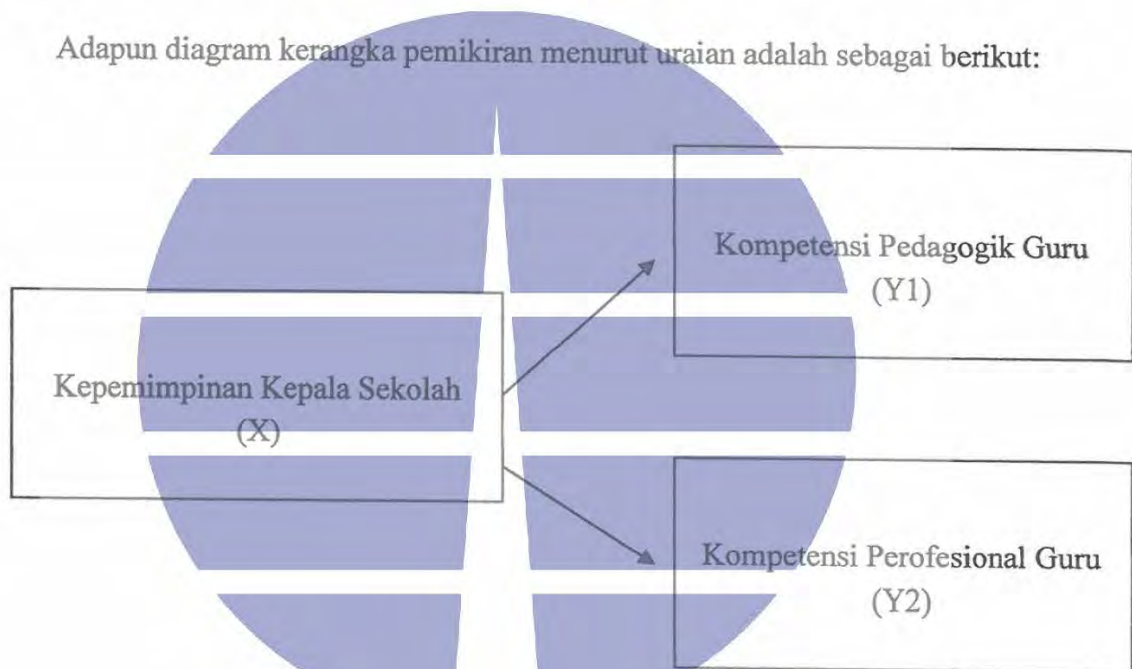 Adapun diagram kerangka pemikiran menurut uraian adalah sebagai berikut:
Kompetensi Pedagogik Guru
(Y1)
Kepemimpinan Kepala Sekolah
(X)
Kompetensi Perofesional Guru
(Y2)